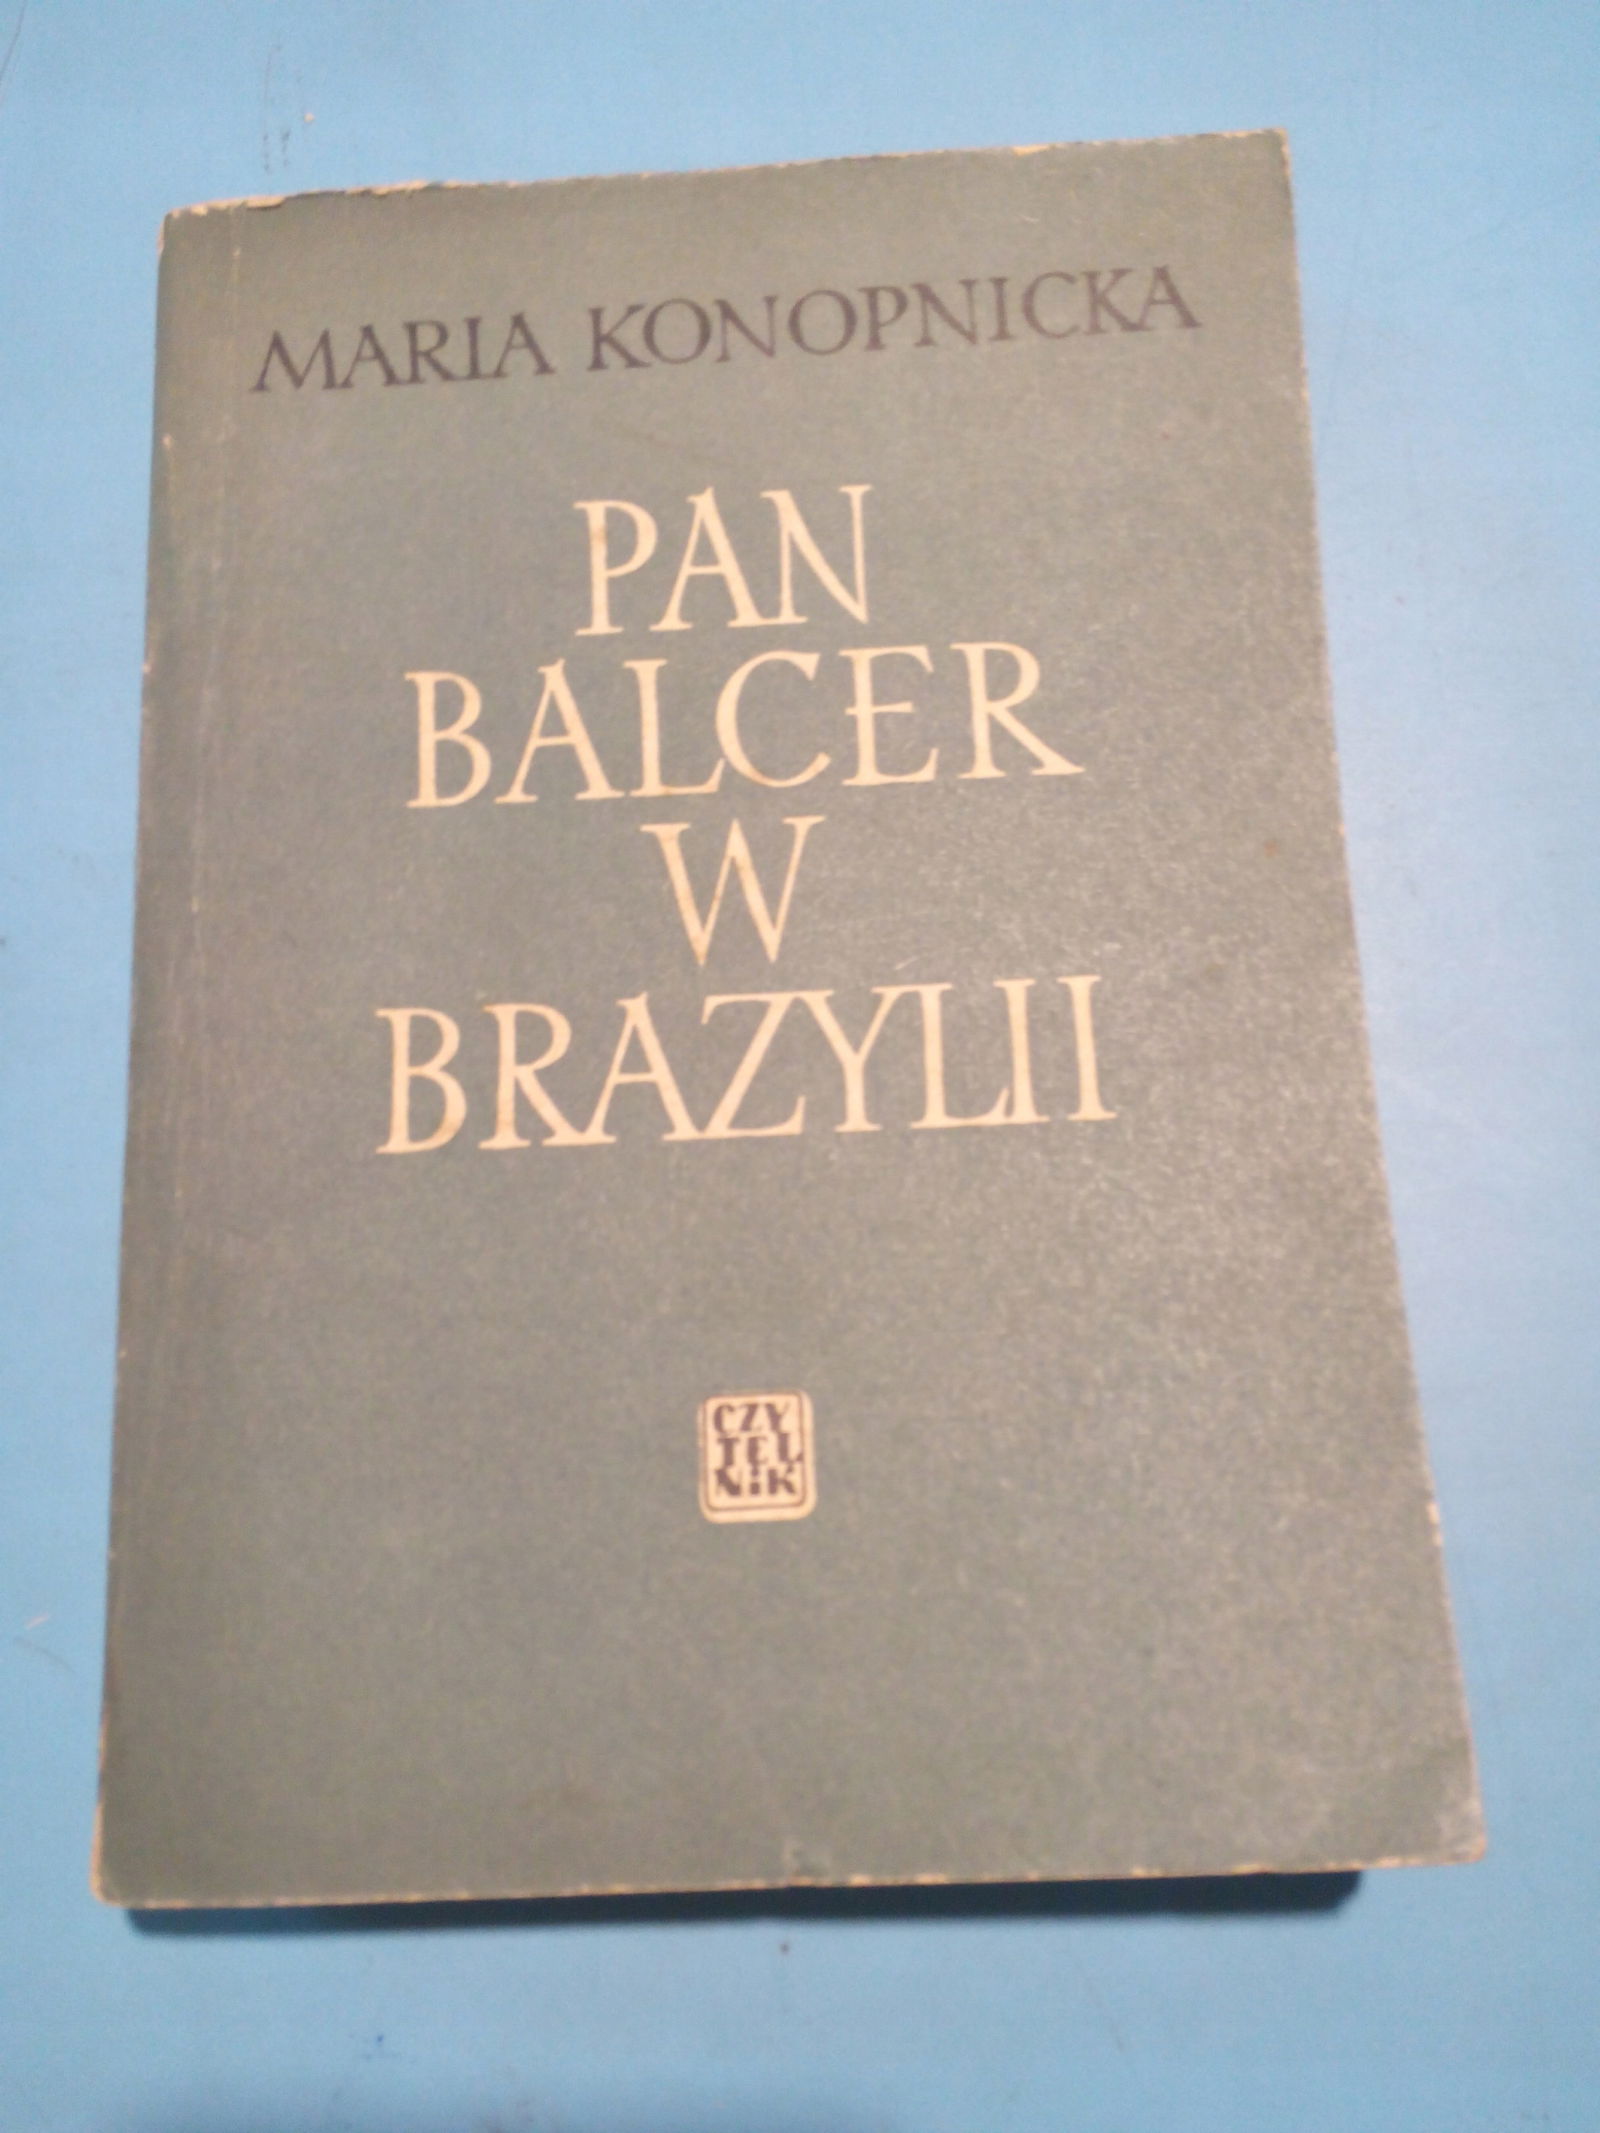 MARIA KONOPNICKA
PAN
BALCER
W
BRAZYLII
CZY
TEL
NIK